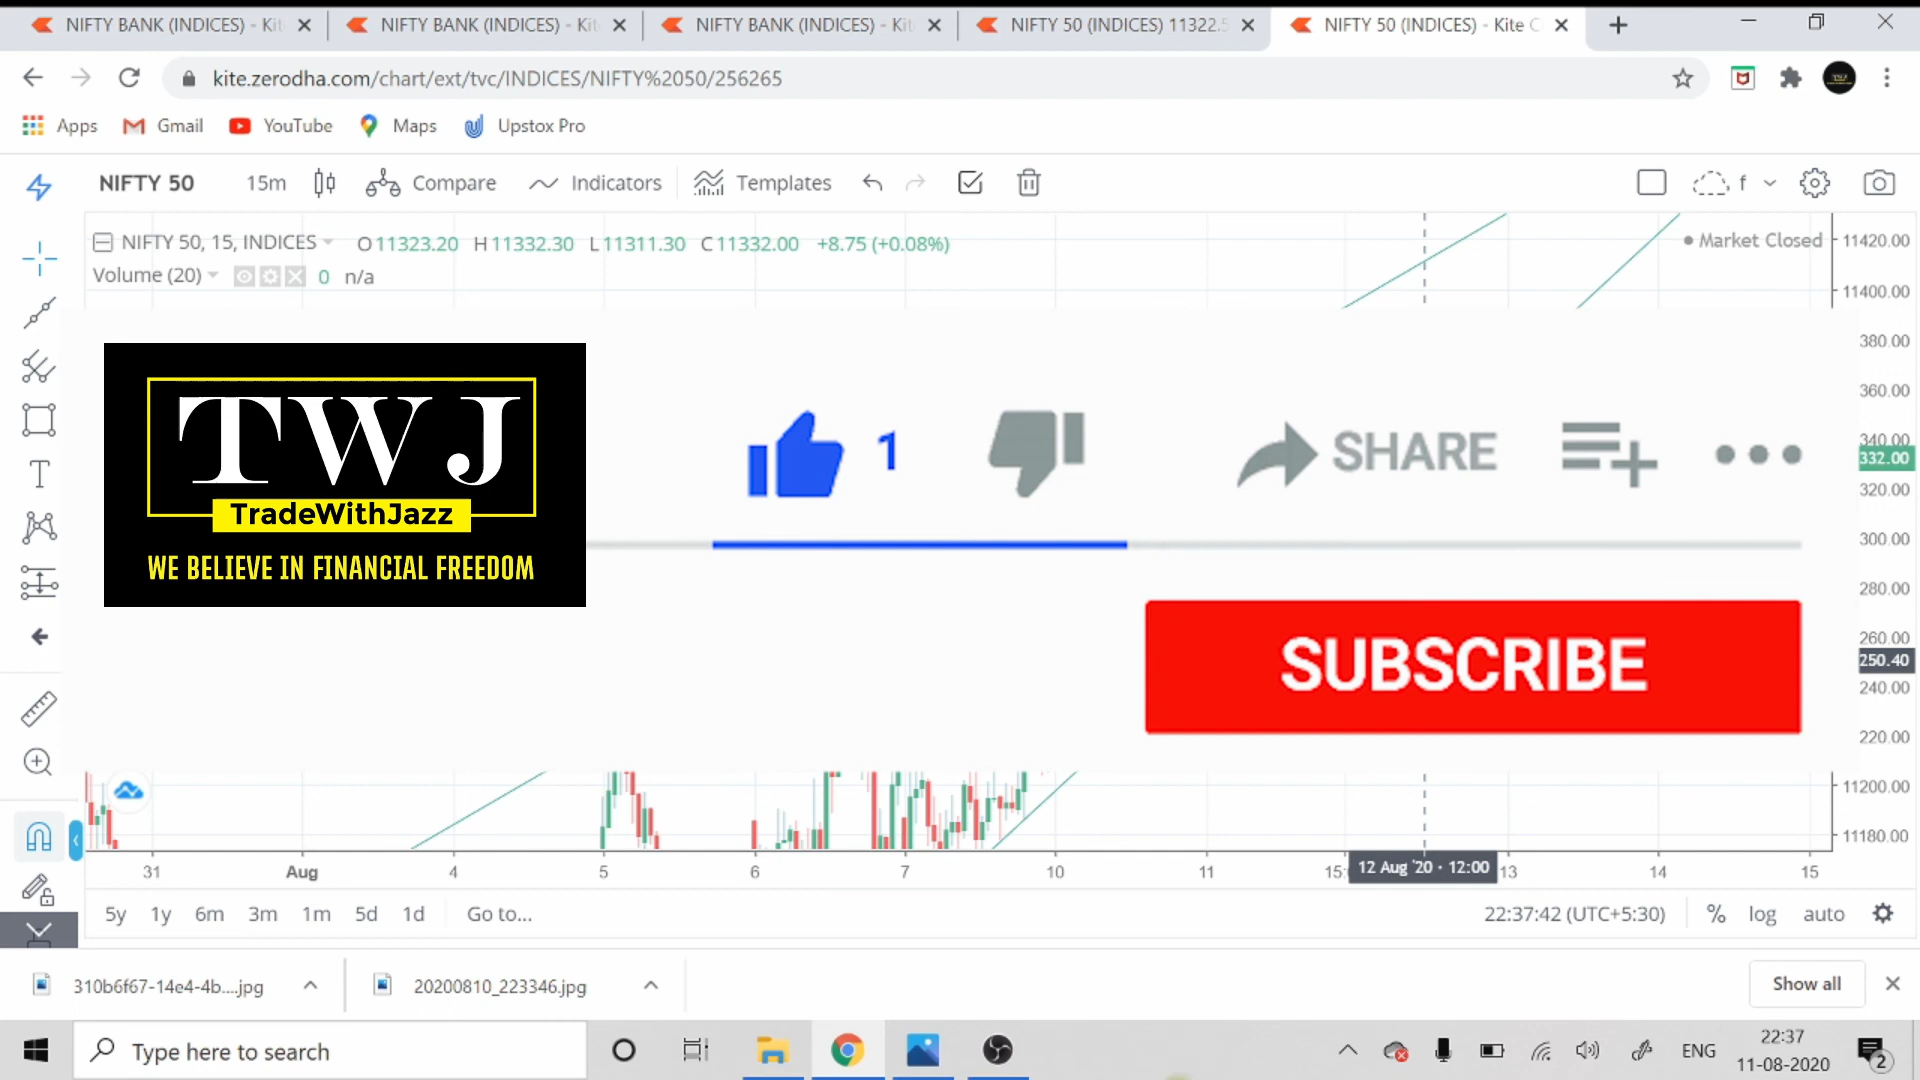 NIFTY BANK (INDICES) - Kit
NIFTY BANK (INDICES) - Kit
NIFTY BANK (INDICES) - Kit
NIFTY 50 (INDICES) 11322.5
NIFTY 50 (INDICES) - Kite C
kite.zerodha.com/chart/ext/tvc/INDICES/NIFTY%2050/256265
Apps Gmail YouTube Maps Upstox Pro
NIFTY 50 15m Compare Indicators Templates f
NIFTY 50, 15, INDICES O11323.20 H11332.30 L11311.30 C11332.00 +8.75 (+0.08%)
Market Closed
Volume (20) 0 n/a
11420.00
11400.00
380.00
360.00
340.00
332.00
320.00
300.00
280.00
260.00
250.40
240.00
220.00
11200.00
11180.00
TWJ
TradeWithJazz
WE BELIEVE IN FINANCIAL FREEDOM
1 SHARE
SUBSCRIBE
31 Aug 4 5 6 7 10 11 15: 12 Aug '20 · 12:00 13 14 15
5y 1y 6m 3m 1m 5d 1d Go to... 22:37:42 (UTC+5:30) % log auto
310b6f67-14e4-4b....jpg 20200810_223346.jpg Show all
Type here to search ENG 22:37
11-08-2020 2